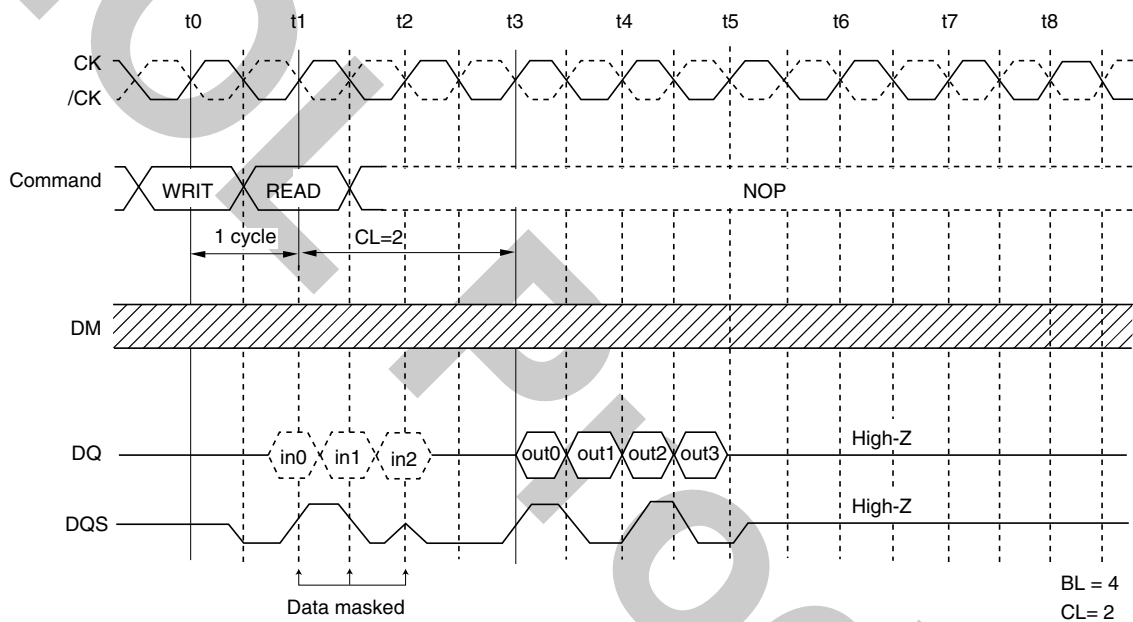 t0 t1 t2 t3 t4 t5 t6 t7 t8
CK
/CK
Command WRIT READ NOP
1 cycle CL=2
DM
DQ in0 in1 in2 out0 out1 out2 out3 High-Z
DQS High-Z
Data masked
BL = 4
CL= 2